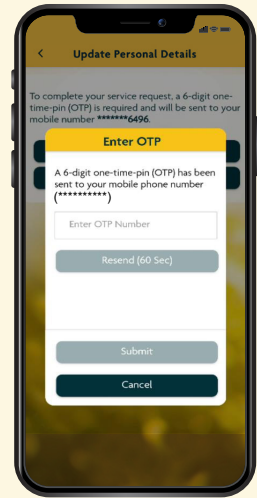 Update Personal Details
To complete your service request, a 6-digit one-
time-pin (OTP) is required and will be sent to your
mobile number *******6496.
Enter OTP
A 6-digit one-time-pin (OTP) has been
sent to your mobile phone number
(**********)
Enter OTP Number
Resend (60 Sec)
Submit
Cancel